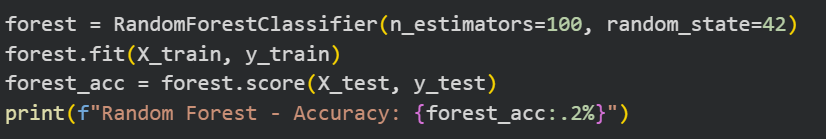 forest = RandomForestClassifier(n_estimators=100, random_state=42)
forest.fit(X_train, y_train)
forest_acc = forest.score(X_test, y_test)
print(f"Random Forest - Accuracy: {forest_acc:.2%}")